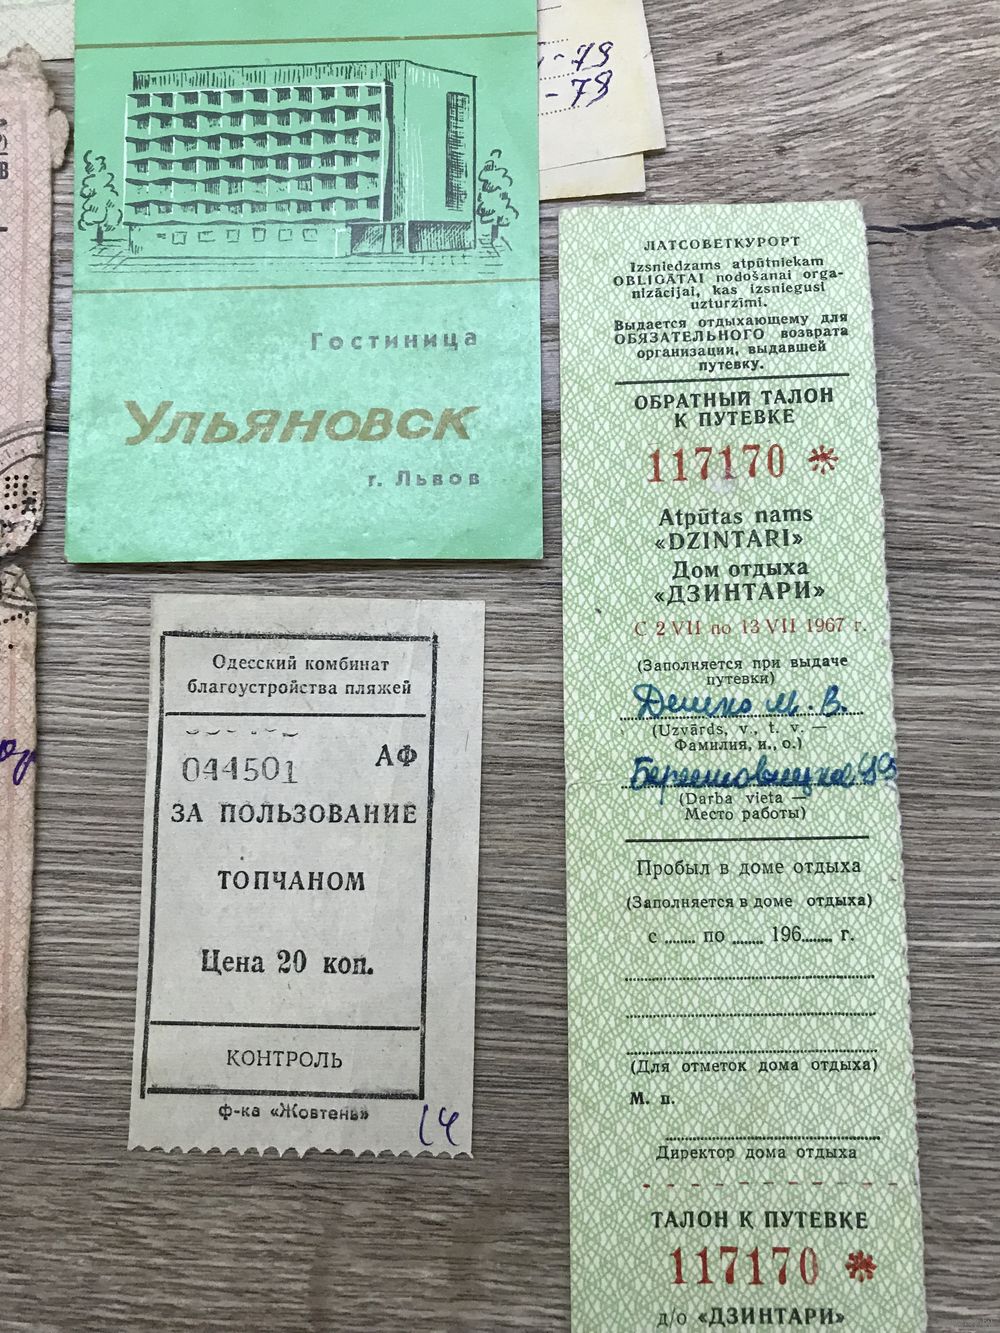 -79
-79
Гостиница
Ульяновск
г. Львов
Одесский комбинат
благоустройства пляжей
АФ
044501
ЗА ПОЛЬЗОВАНИЕ
ТОПЧАНОМ
Цена 20 коп.
КОНТРОЛЬ
ф-ка «Жовтень»
14
ЛАТСОВЕТКУРОРТ
Izsniedzams atpūtniekam
OBLIGĀTAI nodošanai orga-
nizācijai, kas izsniegusi
uzturzīmi.
Выдается отдыхающему для
ОБЯЗАТЕЛЬНОГО возврата
организации, выдавшей
путевку.
ОБРАТНЫЙ ТАЛОН
К ПУТЕВКЕ
117170 *
Atpūtas nams
«DZINTARI»
Дом отдыха
«ДЗИНТАРИ»
С 2 VII по 13 VII 1967 г.
(Заполняется при выдаче
путевки)
М. В.
(Uzvārds, v., t. v. —
Фамилия, и., о.)
(Darba vieta —
Место работы)
Пробыл в доме отдыха
(Заполняется в доме отдыха)
с ....... по ....... 196....... г.
(Для отметок дома отдыха)
М. п.
Директор дома отдыха
ТАЛОН К ПУТЕВКЕ
117170 *
д/о «ДЗИНТАРИ»